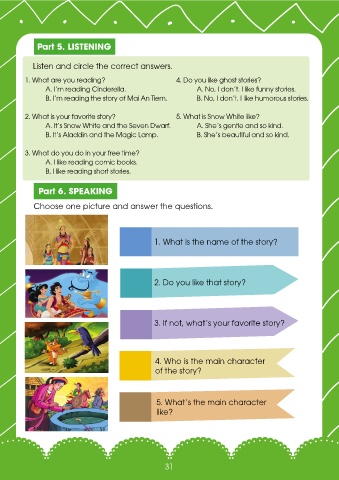 Part 5. LISTENING
Listen and circle the correct answers.
1. What are you reading?
A. I'm reading Cinderella.
B. I'm reading the story of Mai An Tiem.
2. What is your favorite story?
A. It's Snow White and the Seven Dwarf.
B. It's Aladdin and the Magic Lamp.
3. What do you do in your free time?
A. I like reading comic books.
B. I like reading short stories.
4. Do you like ghost stories?
A. No, I don't. I like funny stories.
B. No, I don't. I like humorous stories.
5. What is Snow White like?
A. She's gentle and so kind.
B. She's beautiful and so kind.
Part 6. SPEAKING
Choose one picture and answer the questions.
1. What is the name of the story?
2. Do you like that story?
3. If not, what's your favorite story?
4. Who is the main character
of the story?
5. What's the main character
like?
31